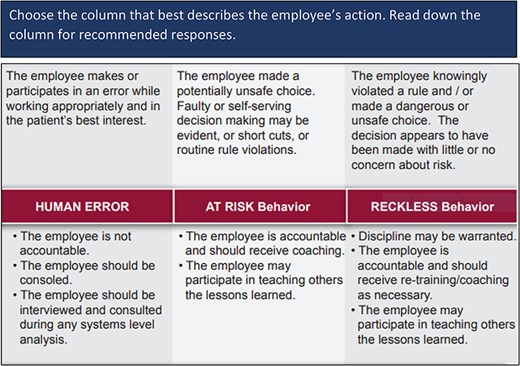 Choose the column that best describes the employee's action. Read down the
column for recommended responses.
The employee makes or
participates in an error while
working appropriately and in
the patient's best interest.
The employee made a
potentially unsafe choice.
Faulty or self-serving
decision making may be
evident, or short cuts, or
routine rule violations.
The employee knowingly
violated a rule and / or
made a dangerous or
unsafe choice. The
decision appears to have
been made with little or no
concern about risk.
HUMAN ERROR
AT RISK Behavior
RECKLESS Behavior
• The employee is not
accountable.
• The employee should be
consoled.
• The employee should be
interviewed and consulted
during any systems level
analysis.
• The employee is accountable
and should receive coaching.
• The employee may
participate in teaching others
the lessons learned.
• Discipline may be warranted.
• The employee is
accountable and should
receive re-training/coaching
as necessary.
• The employee may
participate in teaching others
the lessons learned.